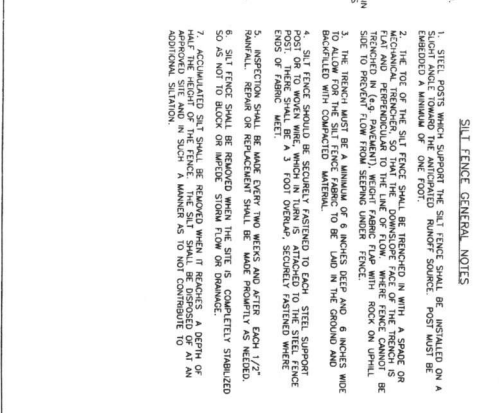 SILT FENCE GENERAL NOTES
1. STEEL POSTS WHICH SUPPORT THE SILT FENCE SHALL BE INSTALLED ON A
SLIGHT ANGLE TOWARD THE ANTICIPATED RUNOFF SOURCE. POST MUST BE
EMBEDDED A MINIMUM OF ONE FOOT.
2. THE TOE OF THE SILT FENCE SHALL BE TRENCHED IN WITH A SPADE OR
MECHANICAL TRENCHER, SO THAT THE DOWNSLOPE FACE OF THE TRENCH IS
FLAT AND PERPENDICULAR TO THE LINE OF FLOW. WHERE FENCE CANNOT BE
TRENCHED IN (e.g. PAVEMENT), WEIGHT FABRIC FLAP WITH ROCK ON UPHILL
SIDE TO PREVENT FLOW FROM SEEPING UNDER FENCE.
3. THE TRENCH MUST BE A MINIMUM OF 6 INCHES DEEP AND 6 INCHES WIDE
TO ALLOW FOR THE SILT FENCE FABRIC TO BE LAID IN THE GROUND AND
BACKFILLED WITH COMPACTED MATERIAL.
4. SILT FENCE SHOULD BE SECURELY FASTENED TO EACH STEEL SUPPORT
POST OR TO WOVEN WIRE, WHICH IN TURN IS ATTACHED TO THE STEEL FENCE
POST. THERE SHALL BE A 3 FOOT OVERLAP, SECURELY FASTENED WHERE
ENDS OF FABRIC MEET.
5. INSPECTION SHALL BE MADE EVERY TWO WEEKS AND AFTER EACH 1/2"
RAINFALL. REPAIR OR REPLACEMENT SHALL BE MADE PROMPTLY AS NEEDED.
6. SILT FENCE SHALL BE REMOVED WHEN THE SITE IS COMPLETELY STABILIZED
SO AS NOT TO BLOCK OR IMPEDE STORM FLOW OR DRAINAGE.
7. ACCUMULATED SILT SHALL BE REMOVED WHEN IT REACHES A DEPTH OF
HALF THE HEIGHT OF THE FENCE. THE SILT SHALL BE DISPOSED OF AT AN
APPROVED SITE AND IN SUCH A MANNER AS TO NOT CONTRIBUTE TO
ADDITIONAL SILTATION.
IN